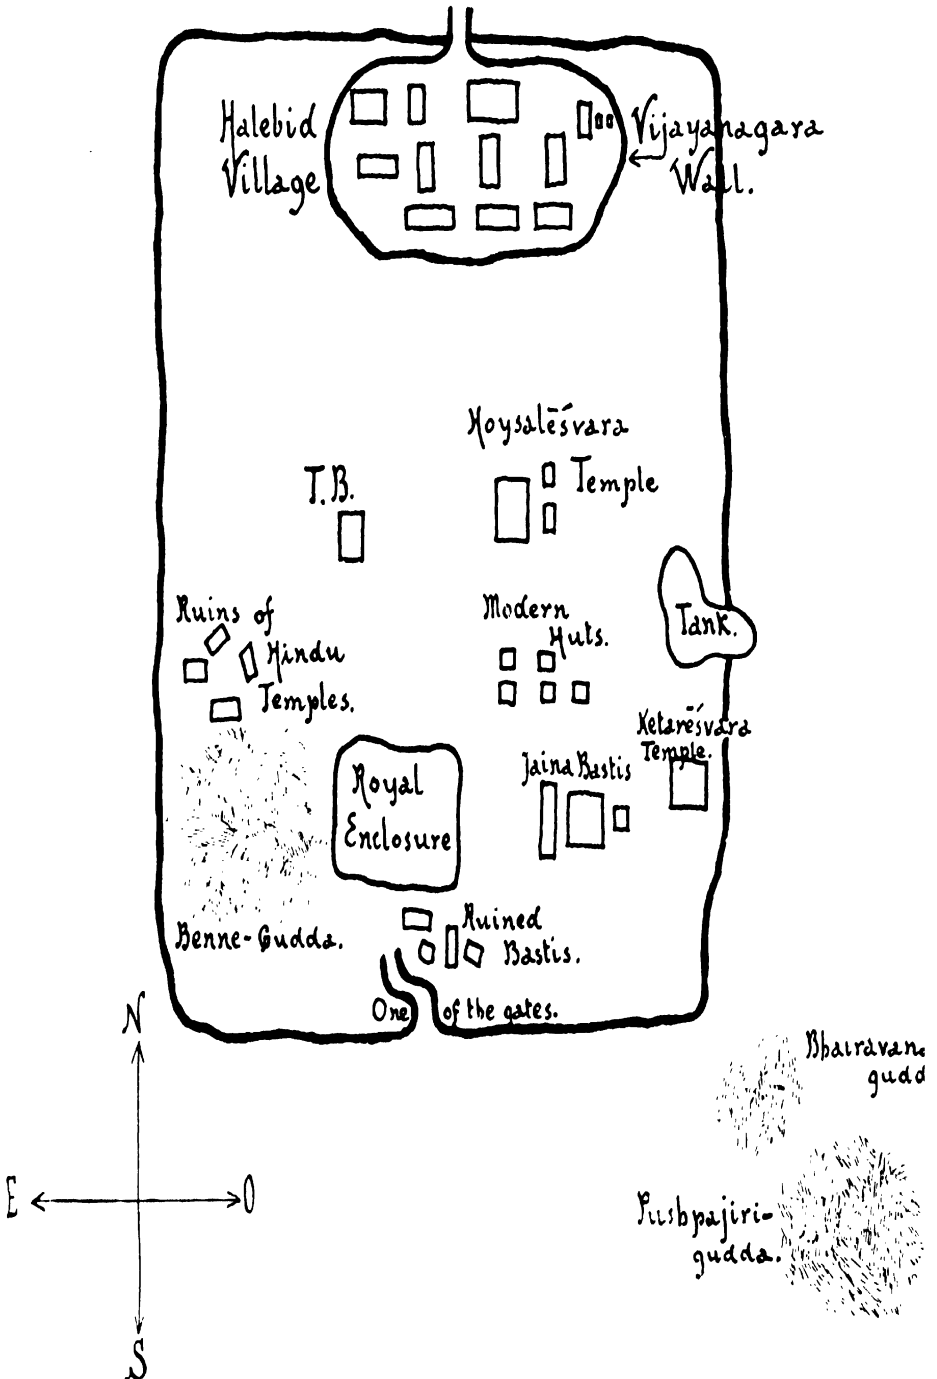 Halebid
Village
Vijayanagara
Wall.
Hoysalēśvara
Temple
T.B.
Ruins of
Hindu
Temples.
Modern
Huts.
Tank.
Ketarēśvara
Temple.
Royal
Enclosure
Jaina Bastis
Benne-Gudda.
Ruined
Bastis.
One of the gates.
N
E
O
S
gudd
Pushpajiri-
gudda.